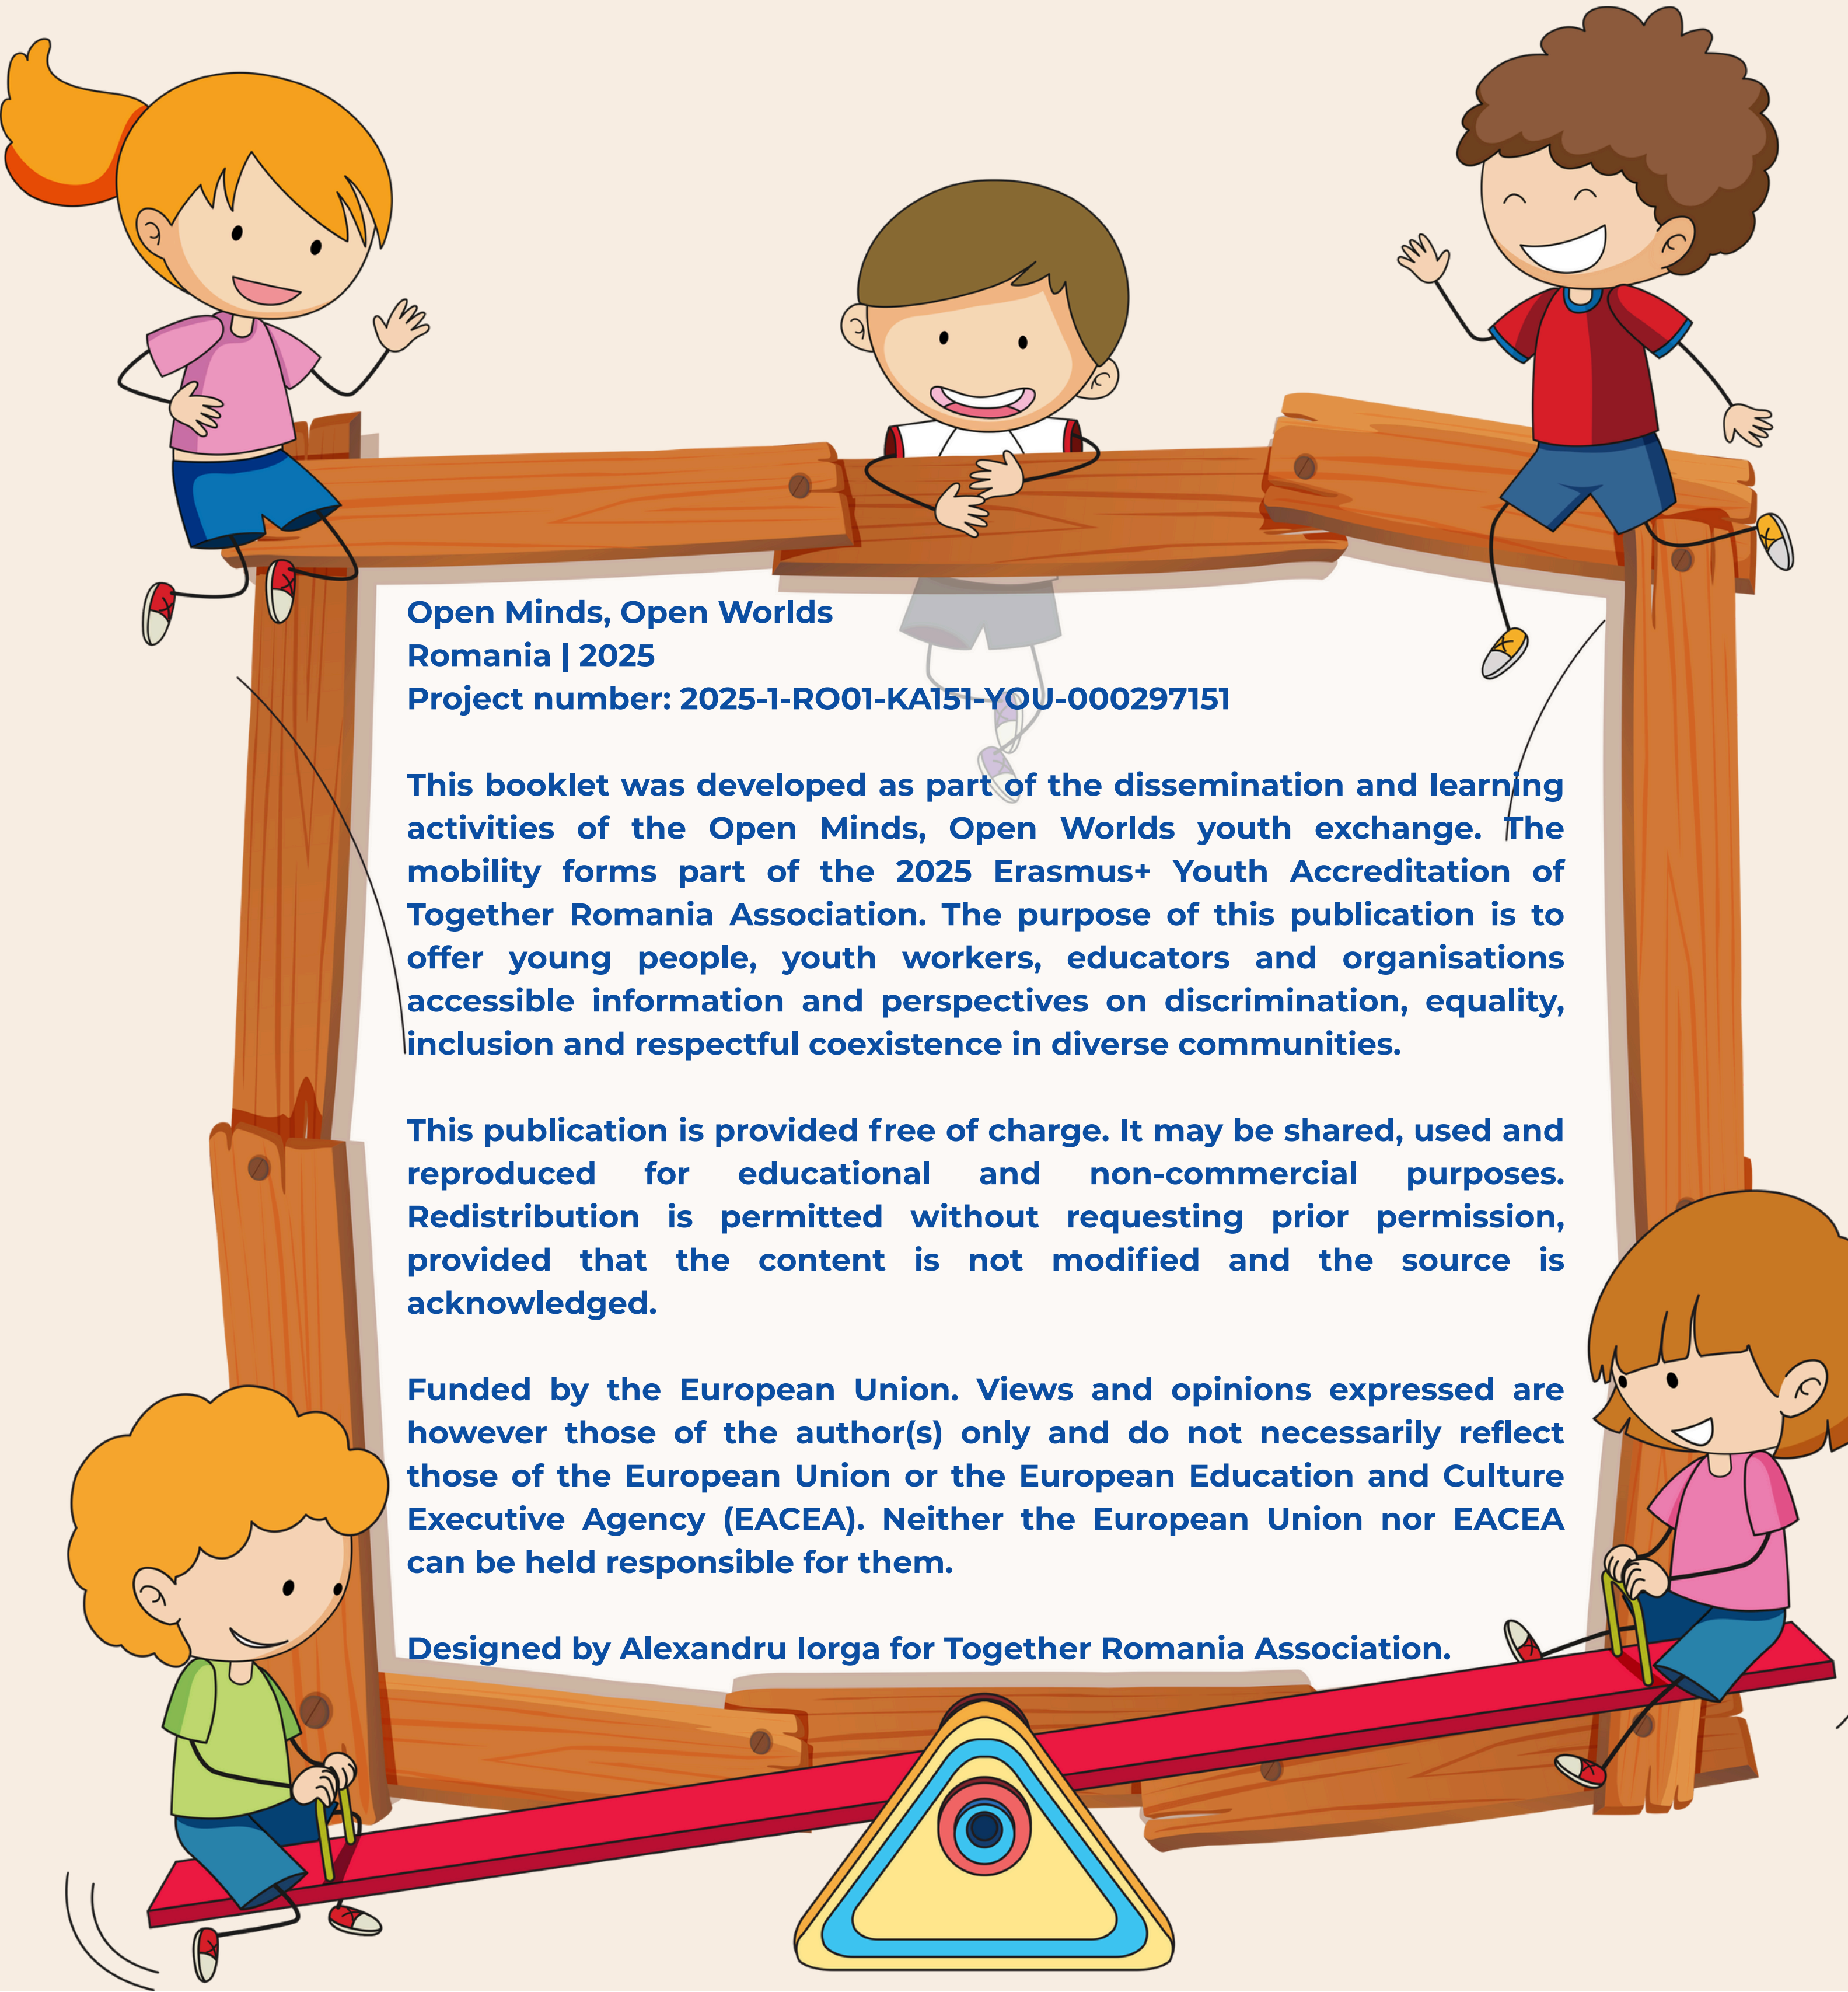 Open Minds, Open Worlds
Romania | 2025
Project number: 2025-1-RO01-KA151-YOU-000297151
This booklet was developed as part of the dissemination and learning
activities of the Open Minds, Open Worlds youth exchange. The
mobility forms part of the 2025 Erasmus+ Youth Accreditation of
Together Romania Association. The purpose of this publication is to
offer young people, youth workers, educators and organisations
accessible information and perspectives on discrimination, equality,
inclusion and respectful coexistence in diverse communities.
This publication is provided free of charge. It may be shared, used and
reproduced for educational and non-commercial purposes.
Redistribution is permitted without requesting prior permission,
provided that the content is not modified and the source is
acknowledged.
Funded by the European Union. Views and opinions expressed are
however those of the author(s) only and do not necessarily reflect
those of the European Union or the European Education and Culture
Executive Agency (EACEA). Neither the European Union nor EACEA
can be held responsible for them.
Designed by Alexandru Iorga for Together Romania Association.